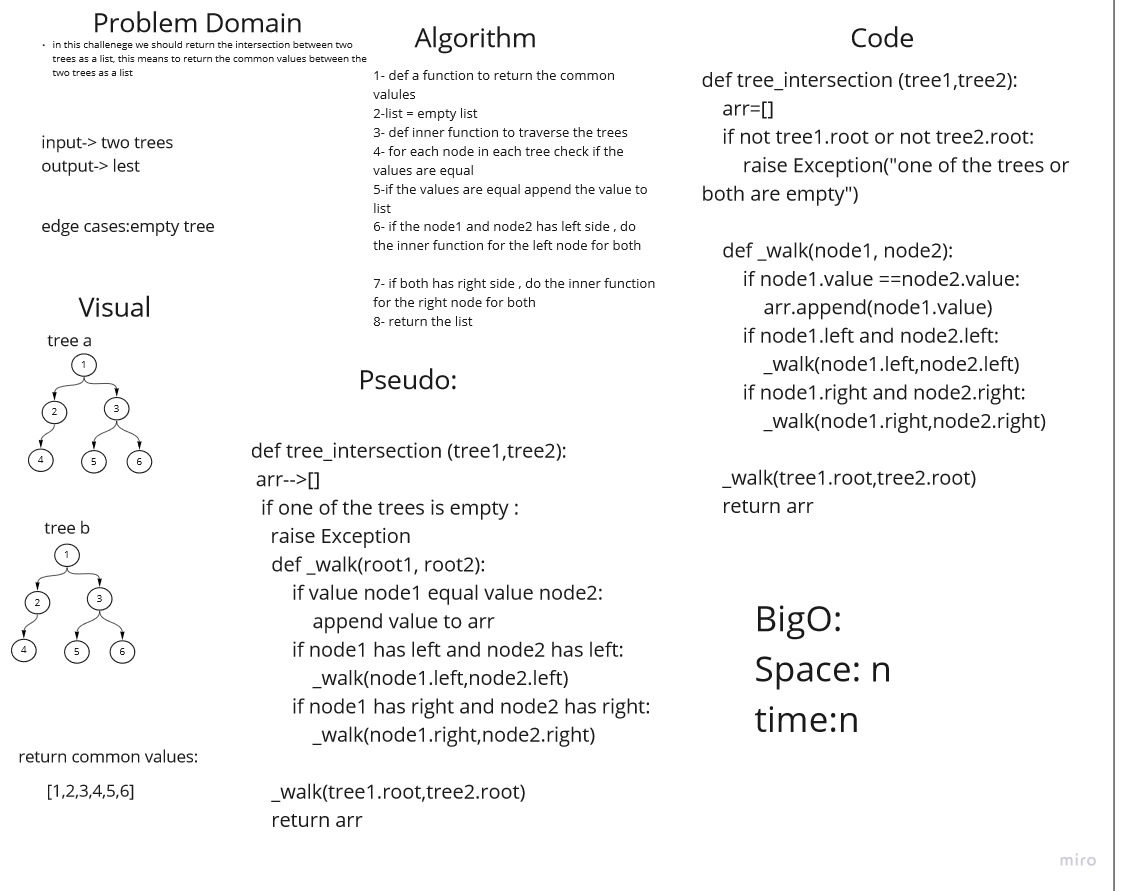 Problem Domain
• in this challenege we should return the intersection between two
trees as a list, this means to return the common values between the
two trees as a list
input-> two trees
output-> lest
edge cases:empty tree
Visual
tree a
1
2
3
4
5
6
tree b
1
2
3
4
5
6
return common values:
[1,2,3,4,5,6]
Algorithm
1- def a function to return the common
valules
2-list = empty list
3- def inner function to traverse the trees
4- for each node in each tree check if the
values are equal
5-if the values are equal append the value to
list
6- if the node1 and node2 has left side , do
the inner function for the left node for both
7- if both has right side , do the inner function
for the right node for both
8- return the list
Pseudo:
def tree_intersection (tree1,tree2):
arr-->[]
if one of the trees is empty :
raise Exception
def _walk(root1, root2):
if value node1 equal value node2:
append value to arr
if node1 has left and node2 has left:
_walk(node1.left,node2.left)
if node1 has right and node2 has right:
_walk(node1.right,node2.right)
_walk(tree1.root,tree2.root)
return arr
Code
def tree_intersection (tree1,tree2):
arr=[]
if not tree1.root or not tree2.root:
raise Exception("one of the trees or
both are empty")
def _walk(node1, node2):
if node1.value ==node2.value:
arr.append(node1.value)
if node1.left and node2.left:
_walk(node1.left,node2.left)
if node1.right and node2.right:
_walk(node1.right,node2.right)
_walk(tree1.root,tree2.root)
return arr
BigO:
Space: n
time:n
miro